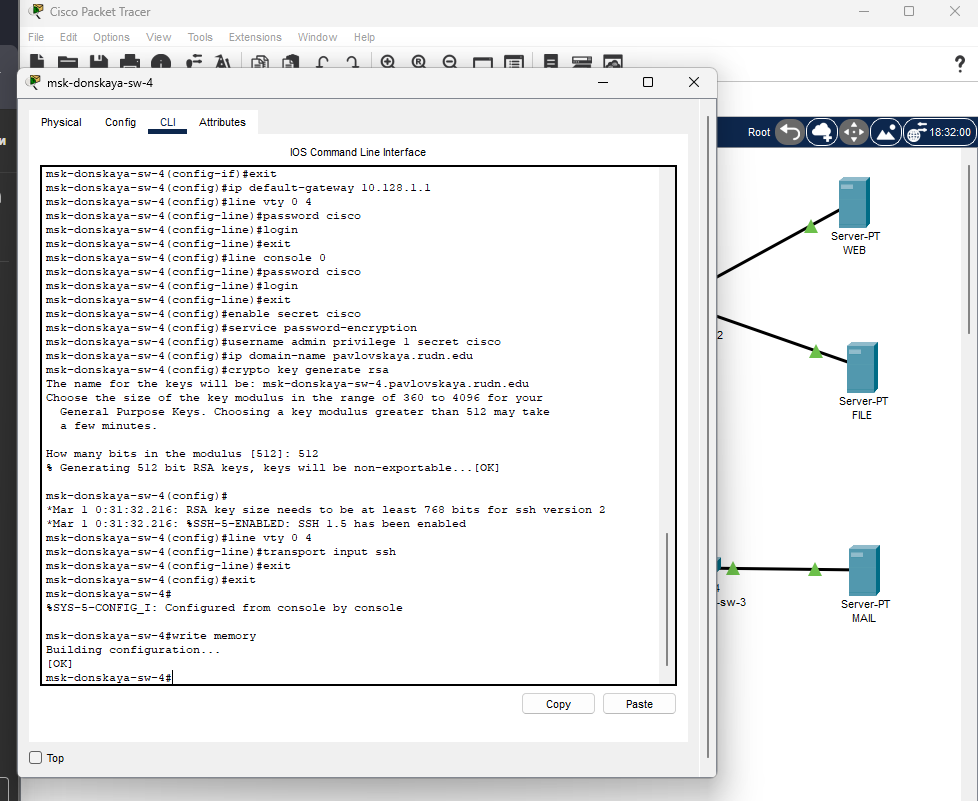 Cisco Packet Tracer
File Edit Options View Tools Extensions Window Help
?
msk-donskaya-sw-4
Physical Config CLI Attributes
IOS Command Line Interface
msk-donskaya-sw-4(config-if)#exit
msk-donskaya-sw-4(config)#ip default-gateway 10.128.1.1
msk-donskaya-sw-4(config)#line vty 0 4
msk-donskaya-sw-4(config-line)#password cisco
msk-donskaya-sw-4(config-line)#login
msk-donskaya-sw-4(config-line)#exit
msk-donskaya-sw-4(config)#line console 0
msk-donskaya-sw-4(config-line)#password cisco
msk-donskaya-sw-4(config-line)#login
msk-donskaya-sw-4(config-line)#exit
msk-donskaya-sw-4(config)#enable secret cisco
msk-donskaya-sw-4(config)#service password-encryption
msk-donskaya-sw-4(config)#username admin privilege 1 secret cisco
msk-donskaya-sw-4(config)#ip domain-name pavlovskaya.rudn.edu
msk-donskaya-sw-4(config)#crypto key generate rsa
The name for the keys will be: msk-donskaya-sw-4.pavlovskaya.rudn.edu
Choose the size of the key modulus in the range of 360 to 4096 for your
General Purpose Keys. Choosing a key modulus greater than 512 may take
a few minutes.
How many bits in the modulus [512]: 512
% Generating 512 bit RSA keys, keys will be non-exportable...[OK]
msk-donskaya-sw-4(config)#
*Mar 1 0:31:32.216: RSA key size needs to be at least 768 bits for ssh version 2
*Mar 1 0:31:32.216: %SSH-5-ENABLED: SSH 1.5 has been enabled
msk-donskaya-sw-4(config)#line vty 0 4
msk-donskaya-sw-4(config-line)#transport input ssh
msk-donskaya-sw-4(config-line)#exit
msk-donskaya-sw-4(config)#exit
msk-donskaya-sw-4#
%SYS-5-CONFIG_I: Configured from console by console
msk-donskaya-sw-4#write memory
Building configuration...
[OK]
msk-donskaya-sw-4#
Copy Paste
Top
Root 18:32:00
Server-PT
WEB
2
Server-PT
FILE
-sw-3
Server-PT
MAIL